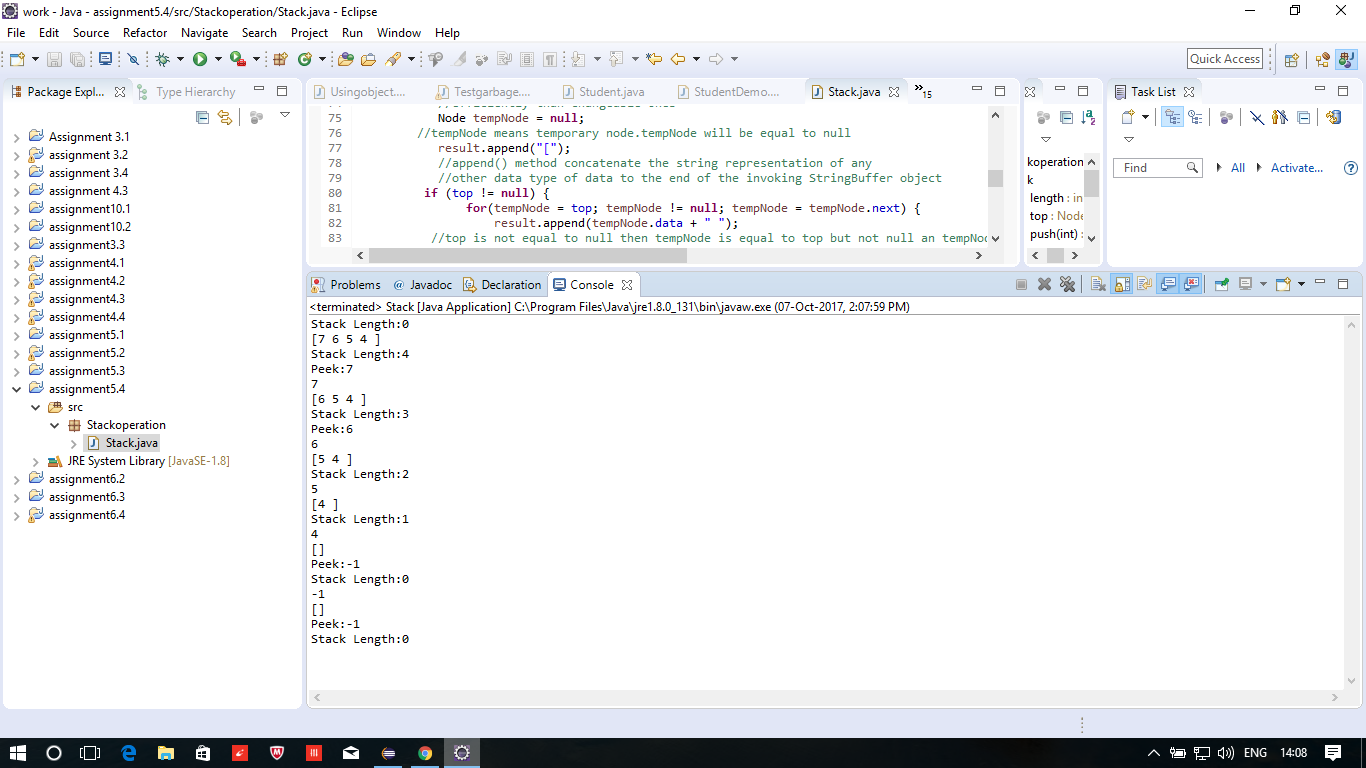 work - Java - assignment5.4/src/Stackoperation/Stack.java - Eclipse
File Edit Source Refactor Navigate Search Project Run Window Help
Quick Access
Package Expl... Type Hierarchy
Assignment 3.1
assignment 3.2
assignment 3.4
assignment 4.3
assignment10.1
assignment10.2
assignment3.3
assignment4.1
assignment4.2
assignment4.3
assignment4.4
assignment5.1
assignment5.2
assignment5.3
assignment5.4
src
Stackoperation
Stack.java
JRE System Library [JavaSE-1.8]
assignment6.2
assignment6.3
assignment6.4
Usingobject.... Testgarbage.... Student.java StudentDemo.... Stack.java »15
75 Node tempNode = null;
76 //tempNode means temporary node.tempNode will be equal to null
77 result.append("[");
78 //append() method concatenate the string representation of any
79 //other data type of data to the end of the invoking StringBuffer object
80 if (top != null) {
81 for(tempNode = top; tempNode != null; tempNode = tempNode.next) {
82 result.append(tempNode.data + " ");
83 //top is not equal to null then tempNode is equal to top but not null an tempNo
koperation
k
length : in
top : Node
push(int) :
Task List
Find All Activate...
Problems @ Javadoc Declaration Console
<terminated> Stack [Java Application] C:\Program Files\Java\jre1.8.0_131\bin\javaw.exe (07-Oct-2017, 2:07:59 PM)
Stack Length:0
[7 6 5 4 ]
Stack Length:4
Peek:7
7
[6 5 4 ]
Stack Length:3
Peek:6
6
[5 4 ]
Stack Length:2
5
[4 ]
Stack Length:1
4
[]
Peek:-1
Stack Length:0
-1
[]
Peek:-1
Stack Length:0
ENG 14:08